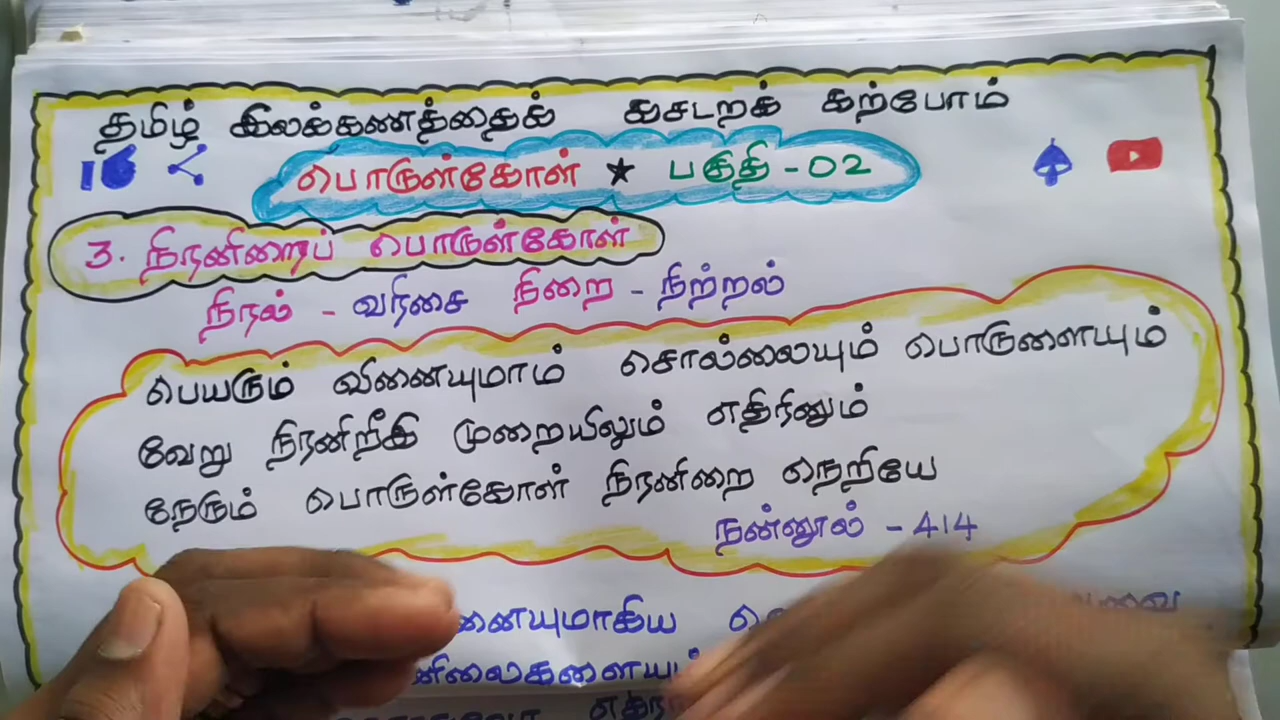 தமிழ் இலக்கணத்தைக் கசடறக் கற்போம்
பொருள்கோள் ★ பகுதி - 02
3. நிரனிறைப் பொருள்கோள்
நிரல் - வரிசை நிறை - நிற்றல்
பெயரும் வினையுமாம் சொல்லையும் பொருளையும்
வேறு நிரனிறீஇ முறையிலும் எதிரினும்
நேரும் பொருள்கோள் நிரனிறை நெறியே
நன்னூல் - 414